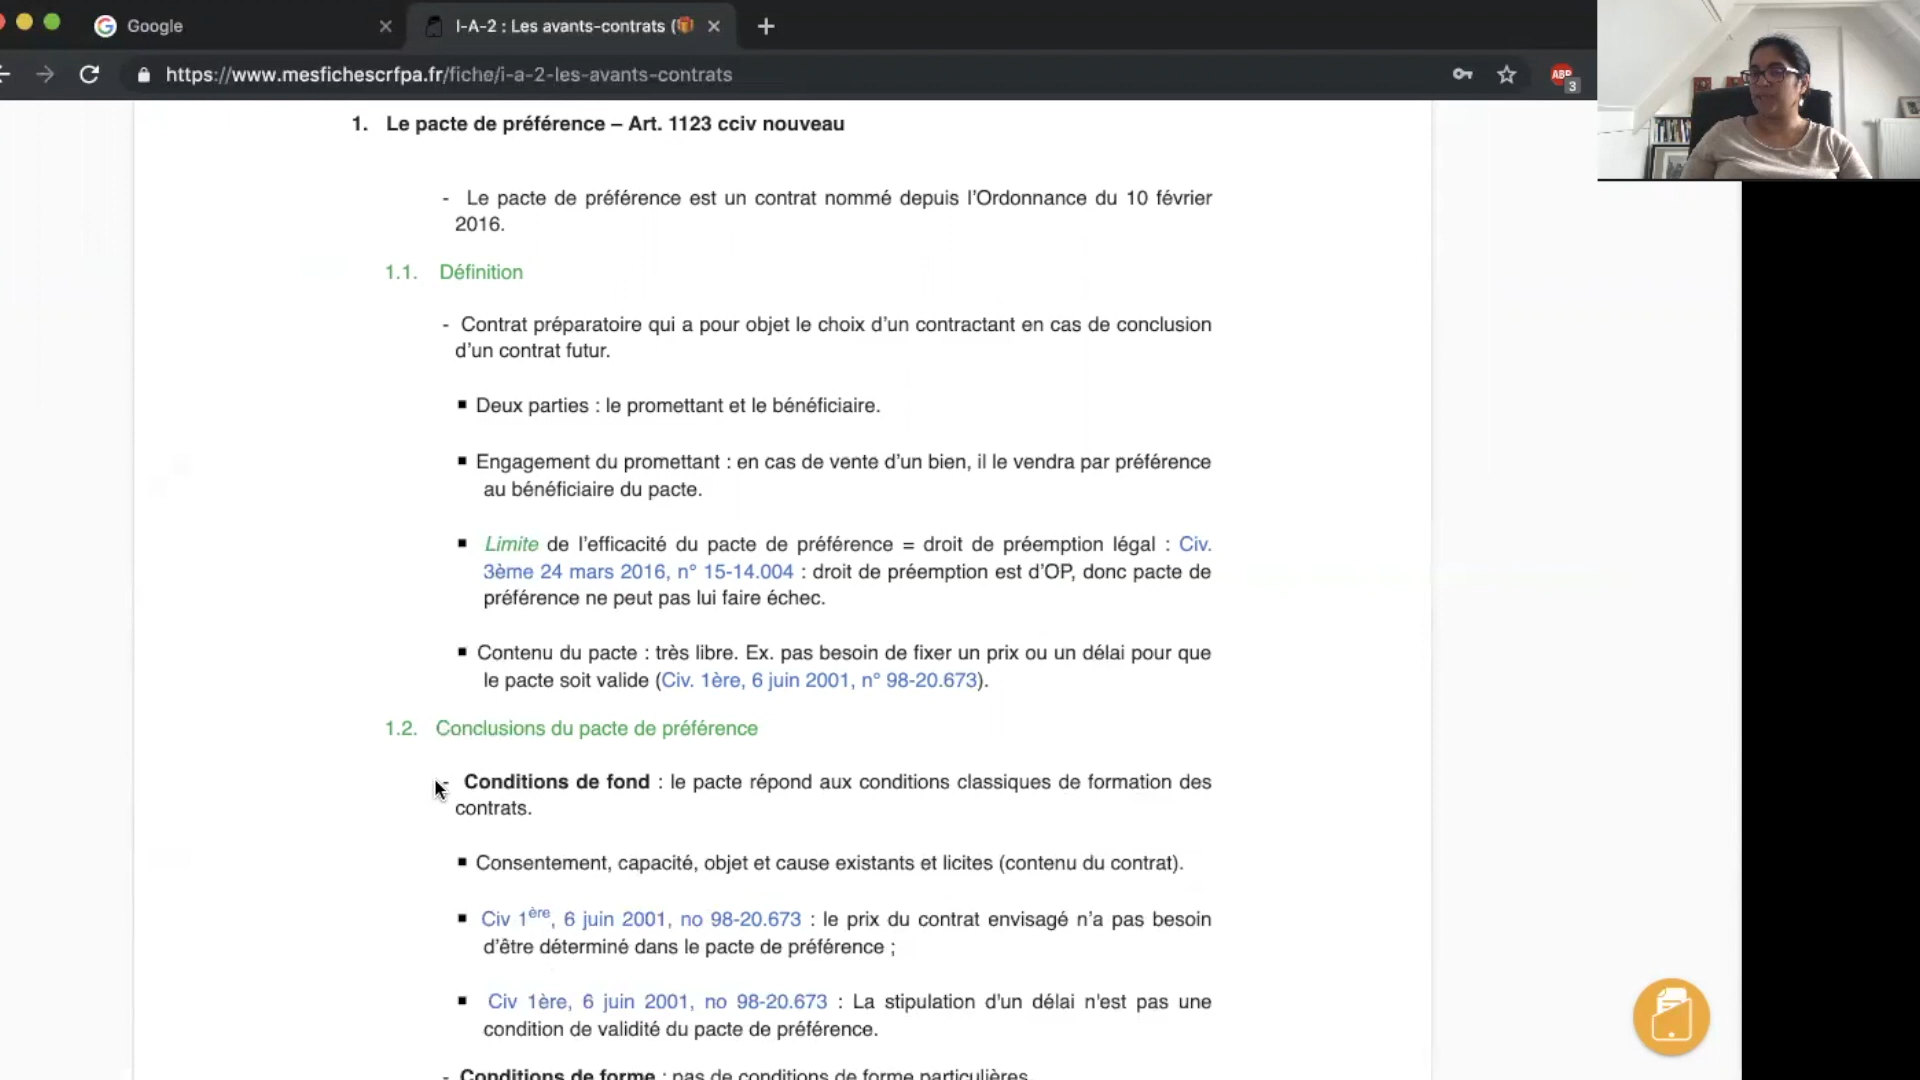 Google
I-A-2 : Les avants-contrats (
https://www.mesfichescrfpa.fr/fiche/i-a-2-les-avants-contrats
ABP
3
1. Le pacte de préférence – Art. 1123 cciv nouveau
- Le pacte de préférence est un contrat nommé depuis l’Ordonnance du 10 février
2016.
1.1. Définition
- Contrat préparatoire qui a pour objet le choix d’un contractant en cas de conclusion
d’un contrat futur.
▪ Deux parties : le promettant et le bénéficiaire.
▪ Engagement du promettant : en cas de vente d’un bien, il le vendra par préférence
au bénéficiaire du pacte.
▪ Limite de l’efficacité du pacte de préférence = droit de préemption légal : Civ.
3ème 24 mars 2016, n° 15-14.004 : droit de préemption est d’OP, donc pacte de
préférence ne peut pas lui faire échec.
▪ Contenu du pacte : très libre. Ex. pas besoin de fixer un prix ou un délai pour que
le pacte soit valide (Civ. 1ère, 6 juin 2001, n° 98-20.673).
1.2. Conclusions du pacte de préférence
- Conditions de fond : le pacte répond aux conditions classiques de formation des
contrats.
▪ Consentement, capacité, objet et cause existants et licites (contenu du contrat).
▪ Civ 1ère, 6 juin 2001, no 98-20.673 : le prix du contrat envisagé n’a pas besoin
d’être déterminé dans le pacte de préférence ;
▪ Civ 1ère, 6 juin 2001, no 98-20.673 : La stipulation d'un délai n'est pas une
condition de validité du pacte de préférence.
- Conditions de forme : pas de conditions de forme particulières